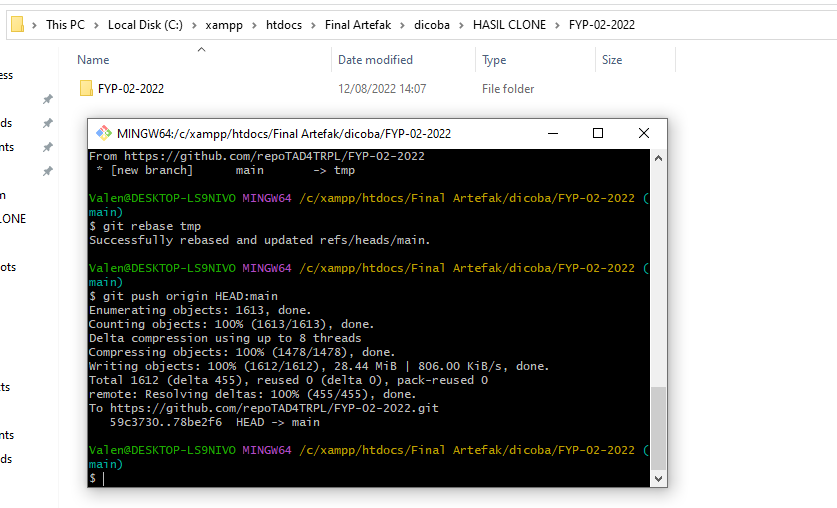 This PC > Local Disk (C:) > xampp > htdocs > Final Artefak > dicoba > HASIL CLONE > FYP-02-2022
Name Date modified Type Size
ess
FYP-02-2022 12/08/2022 14:07 File folder
ds
nts
m
LONE
ots
ts
nts
ds
MINGW64:/c/xampp/htdocs/Final Artefak/dicoba/FYP-02-2022
From https://github.com/repoTAD4TRPL/FYP-02-2022
 * [new branch]      main       -> tmp
Valen@DESKTOP-LS9NIVO MINGW64 /c/xampp/htdocs/Final Artefak/dicoba/FYP-02-2022 (
main)
$ git rebase tmp
Successfully rebased and updated refs/heads/main.
Valen@DESKTOP-LS9NIVO MINGW64 /c/xampp/htdocs/Final Artefak/dicoba/FYP-02-2022 (
main)
$ git push origin HEAD:main
Enumerating objects: 1613, done.
Counting objects: 100% (1613/1613), done.
Delta compression using up to 8 threads
Compressing objects: 100% (1478/1478), done.
Writing objects: 100% (1612/1612), 28.44 MiB | 806.00 KiB/s, done.
Total 1612 (delta 455), reused 0 (delta 0), pack-reused 0
remote: Resolving deltas: 100% (455/455), done.
To https://github.com/repoTAD4TRPL/FYP-02-2022.git
   59c3730..78be2f6  HEAD -> main
Valen@DESKTOP-LS9NIVO MINGW64 /c/xampp/htdocs/Final Artefak/dicoba/FYP-02-2022 (
main)
$